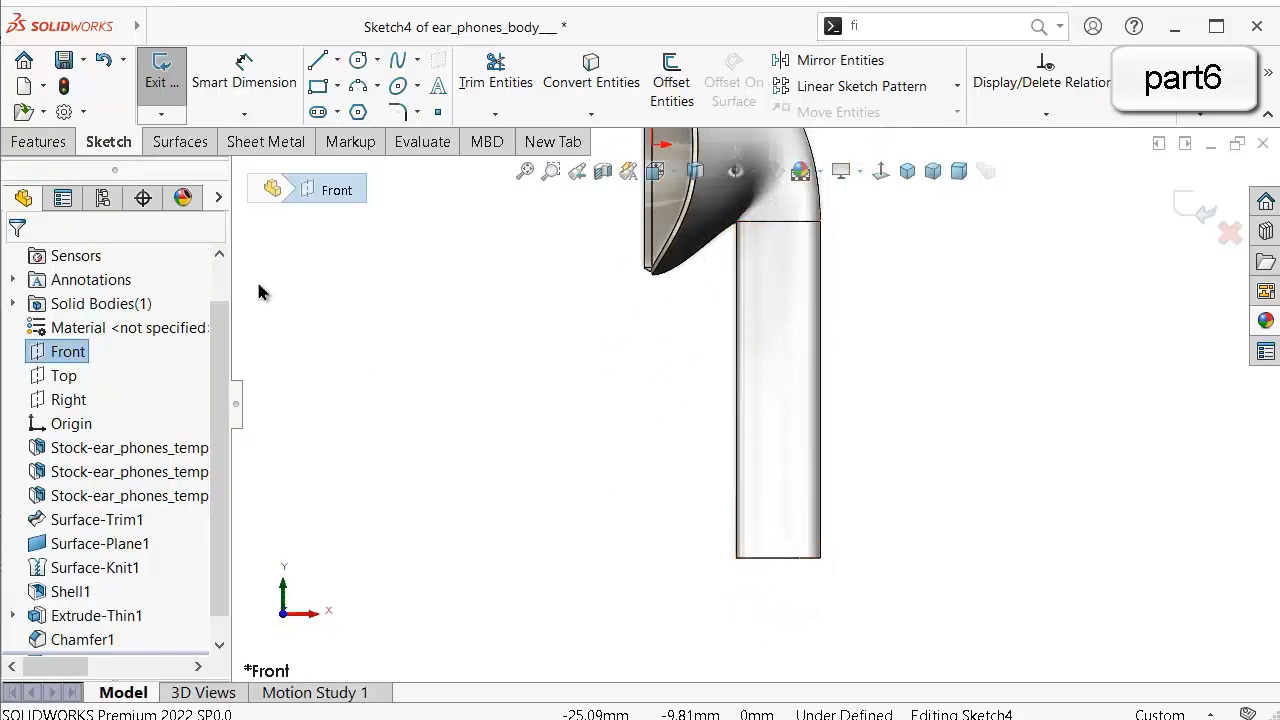 SOLIDWORKS
Sketch4 of ear_phones_body___ *
fi
Exit ...
Smart Dimension
Trim Entities
Convert Entities
Offset
Entities
Offset On
Surface
Mirror Entities
Linear Sketch Pattern
Move Entities
Display/Delete Relation
part6
Features
Sketch
Surfaces
Sheet Metal
Markup
Evaluate
MBD
New Tab
Front
Sensors
Annotations
Solid Bodies(1)
Material <not specified>
Front
Top
Right
Origin
Stock-ear_phones_temp
Stock-ear_phones_temp
Stock-ear_phones_temp
Surface-Trim1
Surface-Plane1
Surface-Knit1
Shell1
Extrude-Thin1
Chamfer1
Y
X
*Front
Model
3D Views
Motion Study 1
SOLIDWORKS Premium 2022 SP0.0
-25.09mm
-9.81mm
0mm
Under Defined
Editing Sketch4
Custom